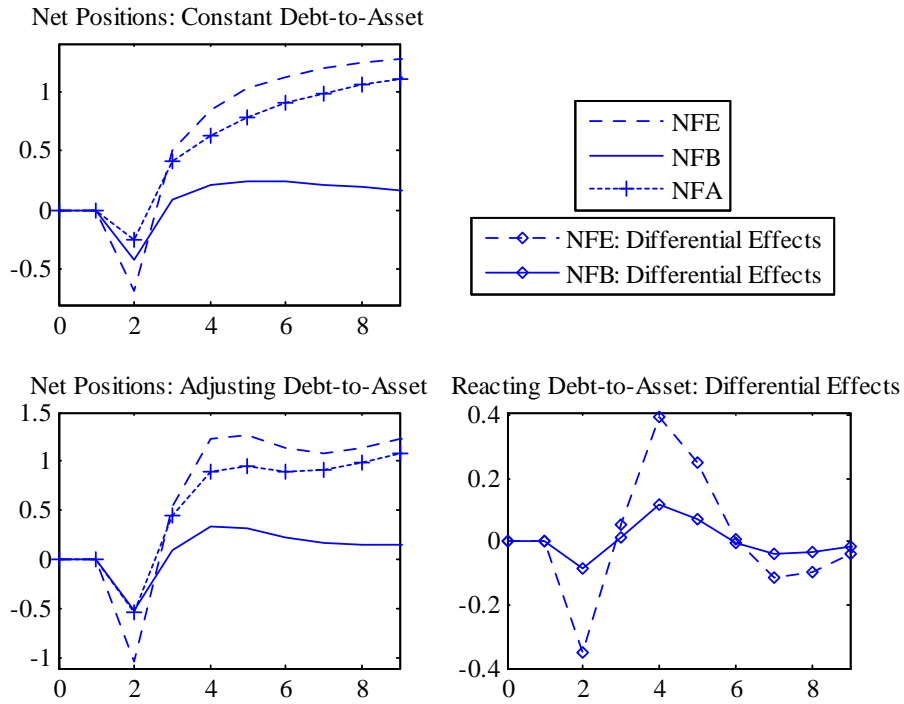 Net Positions: Constant Debt-to-Asset
1
0.5
0
-0.5
0 2 4 6 8
NFE
NFB
NFA
NFE: Differential Effects
NFB: Differential Effects
Net Positions: Adjusting Debt-to-Asset
1.5
1
0.5
0
-0.5
-1
0 2 4 6 8
Reacting Debt-to-Asset: Differential Effects
0.4
0.2
0
-0.2
-0.4
0 2 4 6 8